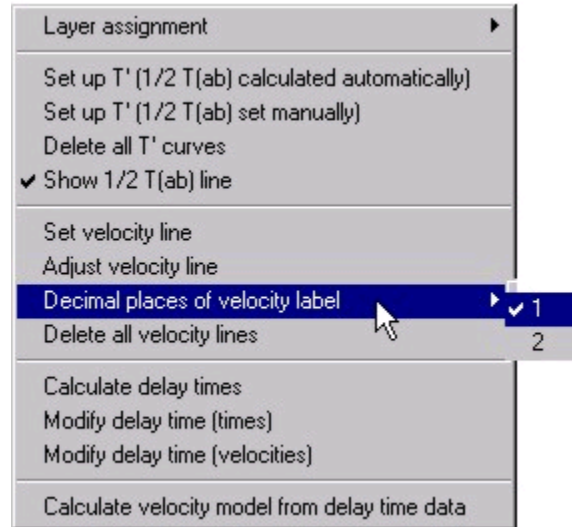 Layer assignment
Set up T' (1/2 T(ab) calculated automatically)
Set up T' (1/2 T(ab) set manually)
Delete all T' curves
Show 1/2 T(ab) line
Set velocity line
Adjust velocity line
Decimal places of velocity label
1
2
Delete all velocity lines
Calculate delay times
Modify delay time (times)
Modify delay time (velocities)
Calculate velocity model from delay time data